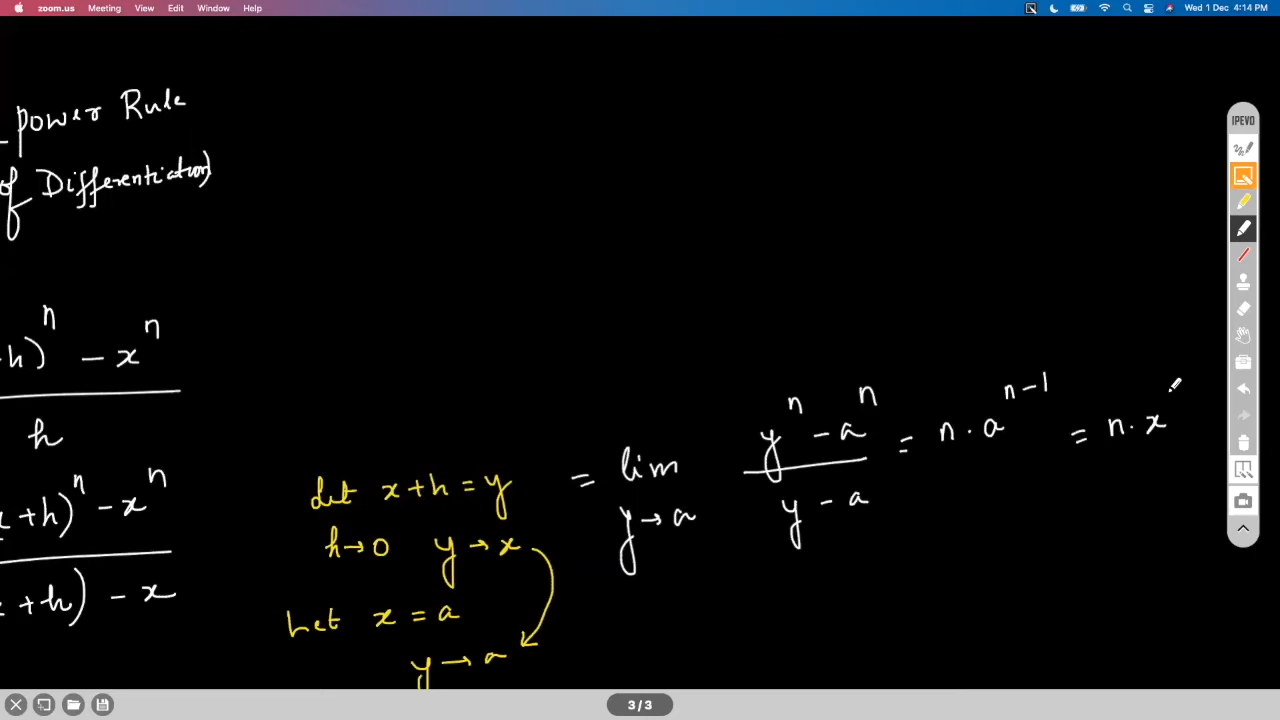 zoom.us Meeting View Edit Window Help Wed 1 Dec 4:14 PM
IPEVO
Power Rule
of Differentiation)
h)^n - x^n
h
x+h)^n - x^n
x+h) - x
Let x+h = y
h→0 y→x
Let x = a
y→a
= lim y→a (y^n - a^n)/(y - a) = n·a^(n-1) = n·x
3/3